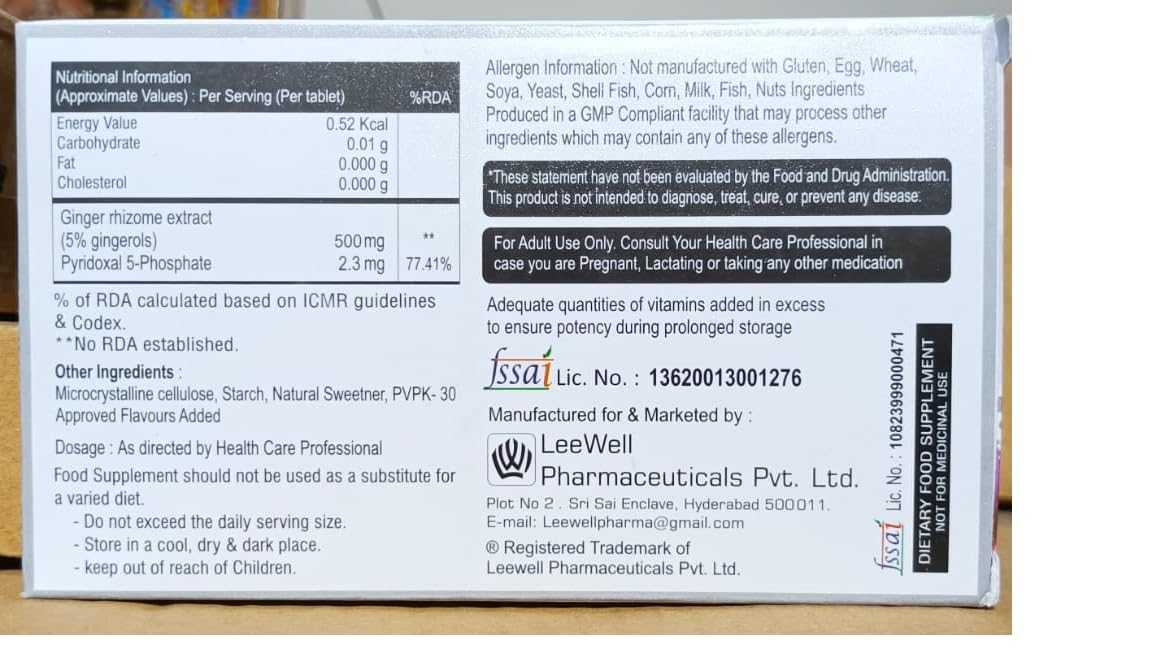 Nutritional Information
(Approximate Values) : Per Serving (Per tablet) %RDA
Energy Value 0.52 Kcal
Carbohydrate 0.01 g
Fat 0.000 g
Cholesterol 0.000 g
Ginger rhizome extract
(5% gingerols) 500 mg **
Pyridoxal 5-Phosphate 2.3 mg 77.41%
% of RDA calculated based on ICMR guidelines
& Codex.
**No RDA established.
Other Ingredients :
Microcrystalline cellulose, Starch, Natural Sweetner, PVPK- 30
Approved Flavours Added
Dosage : As directed by Health Care Professional
Food Supplement should not be used as a substitute for
a varied diet.
- Do not exceed the daily serving size.
- Store in a cool, dry & dark place.
- keep out of reach of Children.
Allergen Information : Not manufactured with Gluten, Egg, Wheat,
Soya, Yeast, Shell Fish, Corn, Milk, Fish, Nuts Ingredients
Produced in a GMP Compliant facility that may process other
ingredients which may contain any of these allergens.
*These statement have not been evaluated by the Food and Drug Administration.
This product is not intended to diagnose, treat, cure, or prevent any disease.
For Adult Use Only. Consult Your Health Care Professional in
case you are Pregnant, Lactating or taking any other medication
Adequate quantities of vitamins added in excess
to ensure potency during prolonged storage
fssai Lic. No. : 13620013001276
Manufactured for & Marketed by :
LeeWell
Pharmaceuticals Pvt. Ltd.
Plot No 2 . Sri Sai Enclave, Hyderabad 500011.
E-mail: Leewellpharma@gmail.com
® Registered Trademark of
Leewell Pharmaceuticals Pvt. Ltd.
fssai Lic. No. : 10823999000471
DIETARY FOOD SUPPLEMENT
NOT FOR MEDICINAL USE